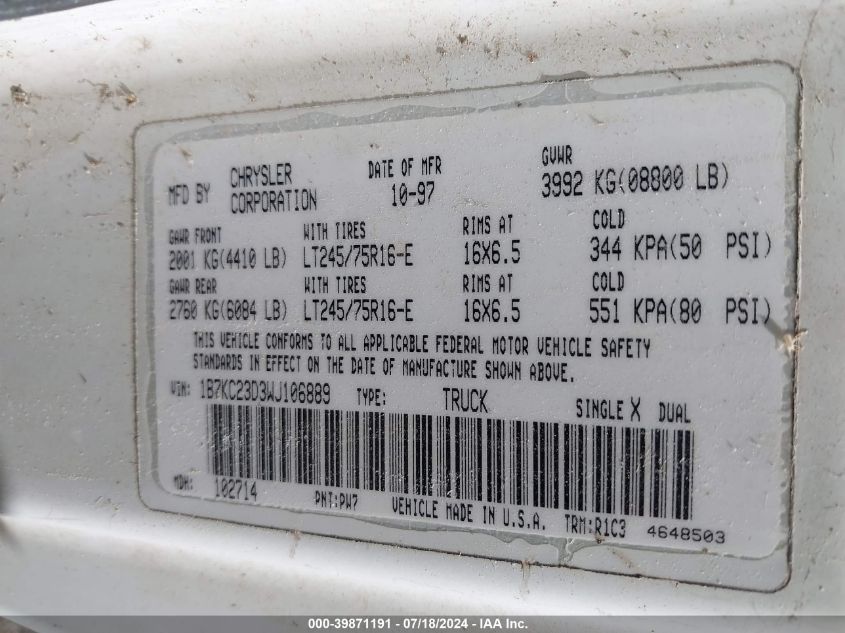 MFD BY CHRYSLER CORPORATION DATE OF MFR 10-97 GVWR 3992 KG(08800 LB)
GAWR FRONT WITH TIRES RIMS AT COLD
2001 KG(4410 LB) LT245/75R16-E 16X6.5 344 KPA(50 PSI)
GAWR REAR WITH TIRES RIMS AT COLD
2760 KG(6084 LB) LT245/75R16-E 16X6.5 551 KPA(80 PSI)
THIS VEHICLE CONFORMS TO ALL APPLICABLE FEDERAL MOTOR VEHICLE SAFETY
STANDARDS IN EFFECT ON THE DATE OF MANUFACTURE SHOWN ABOVE.
VIN: 1B7KC23D3WJ106889 TYPE: TRUCK SINGLE X DUAL
MDH: 102714 PNT:PW7 VEHICLE MADE IN U.S.A. TRM:R1C3 4648503
000-39871191 - 07/18/2024 - IAA Inc.